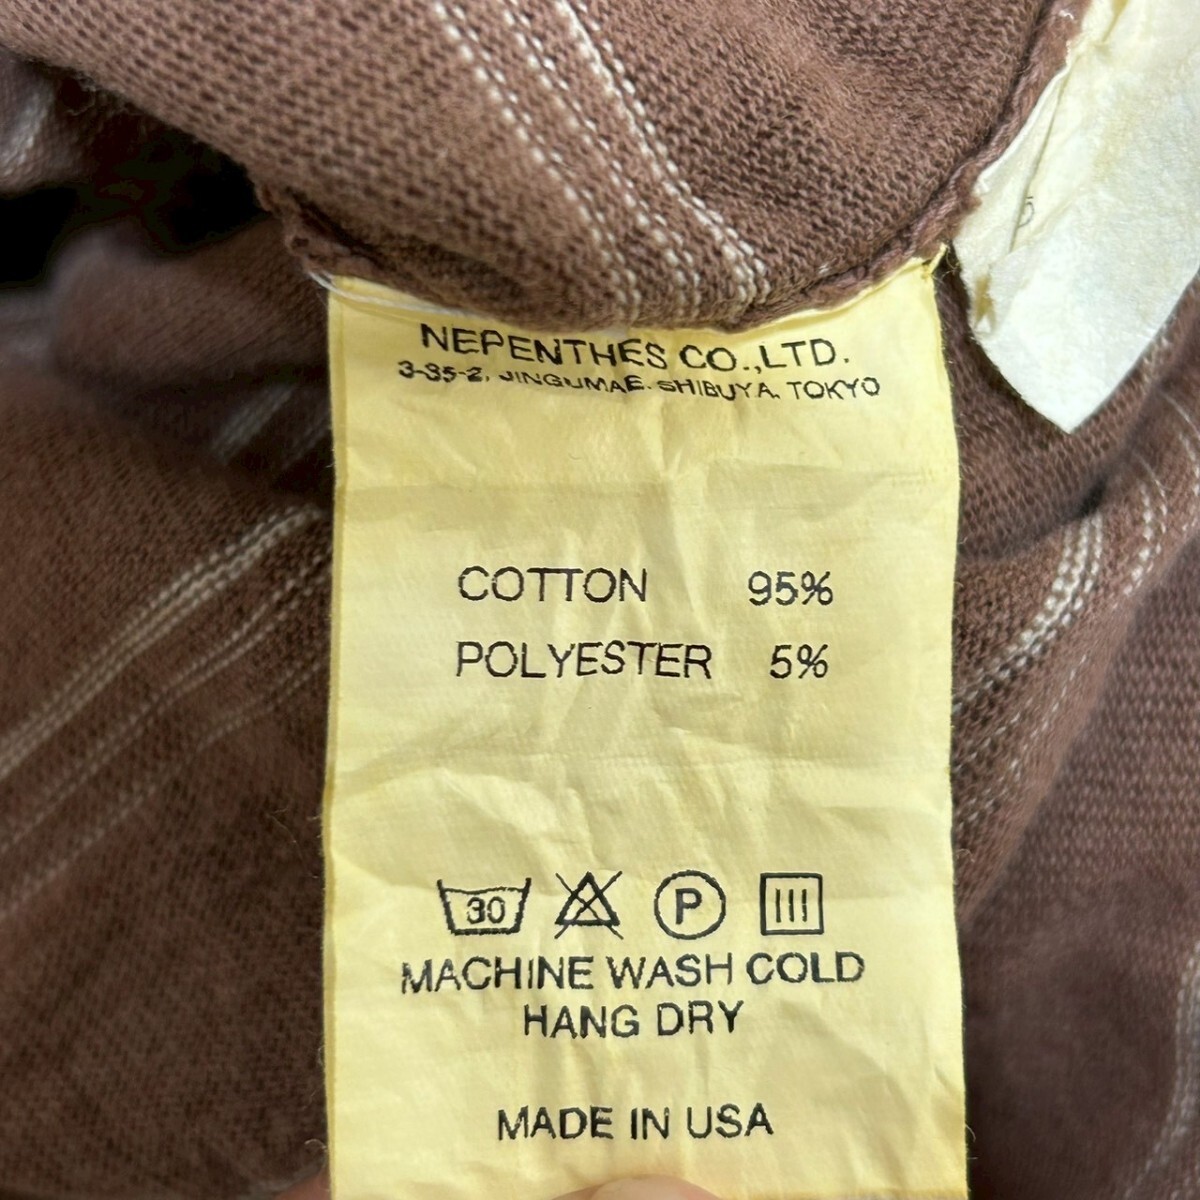 NEPENTHES CO.,LTD.
3-35-2, JINGUMAE. SHIBUYA. TOKYO
COTTON 95%
POLYESTER 5%
30 P
MACHINE WASH COLD
HANG DRY
MADE IN USA